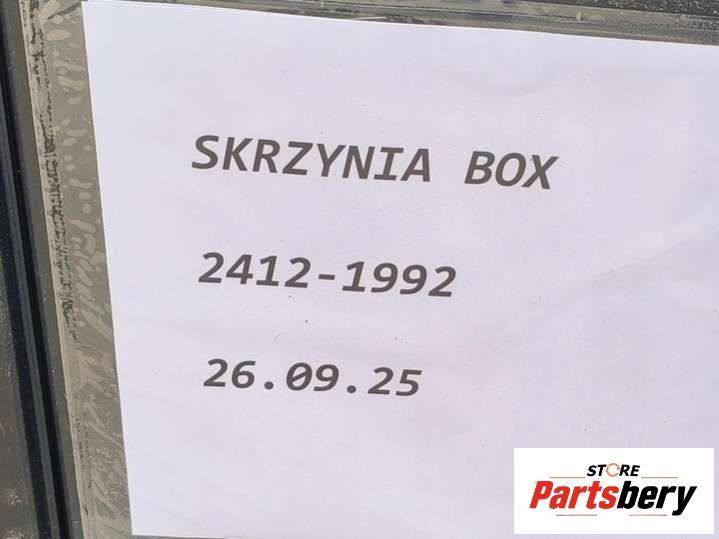 SKRZYNIA BOX
2412-1992
26.09.25
STORE
Partsbery